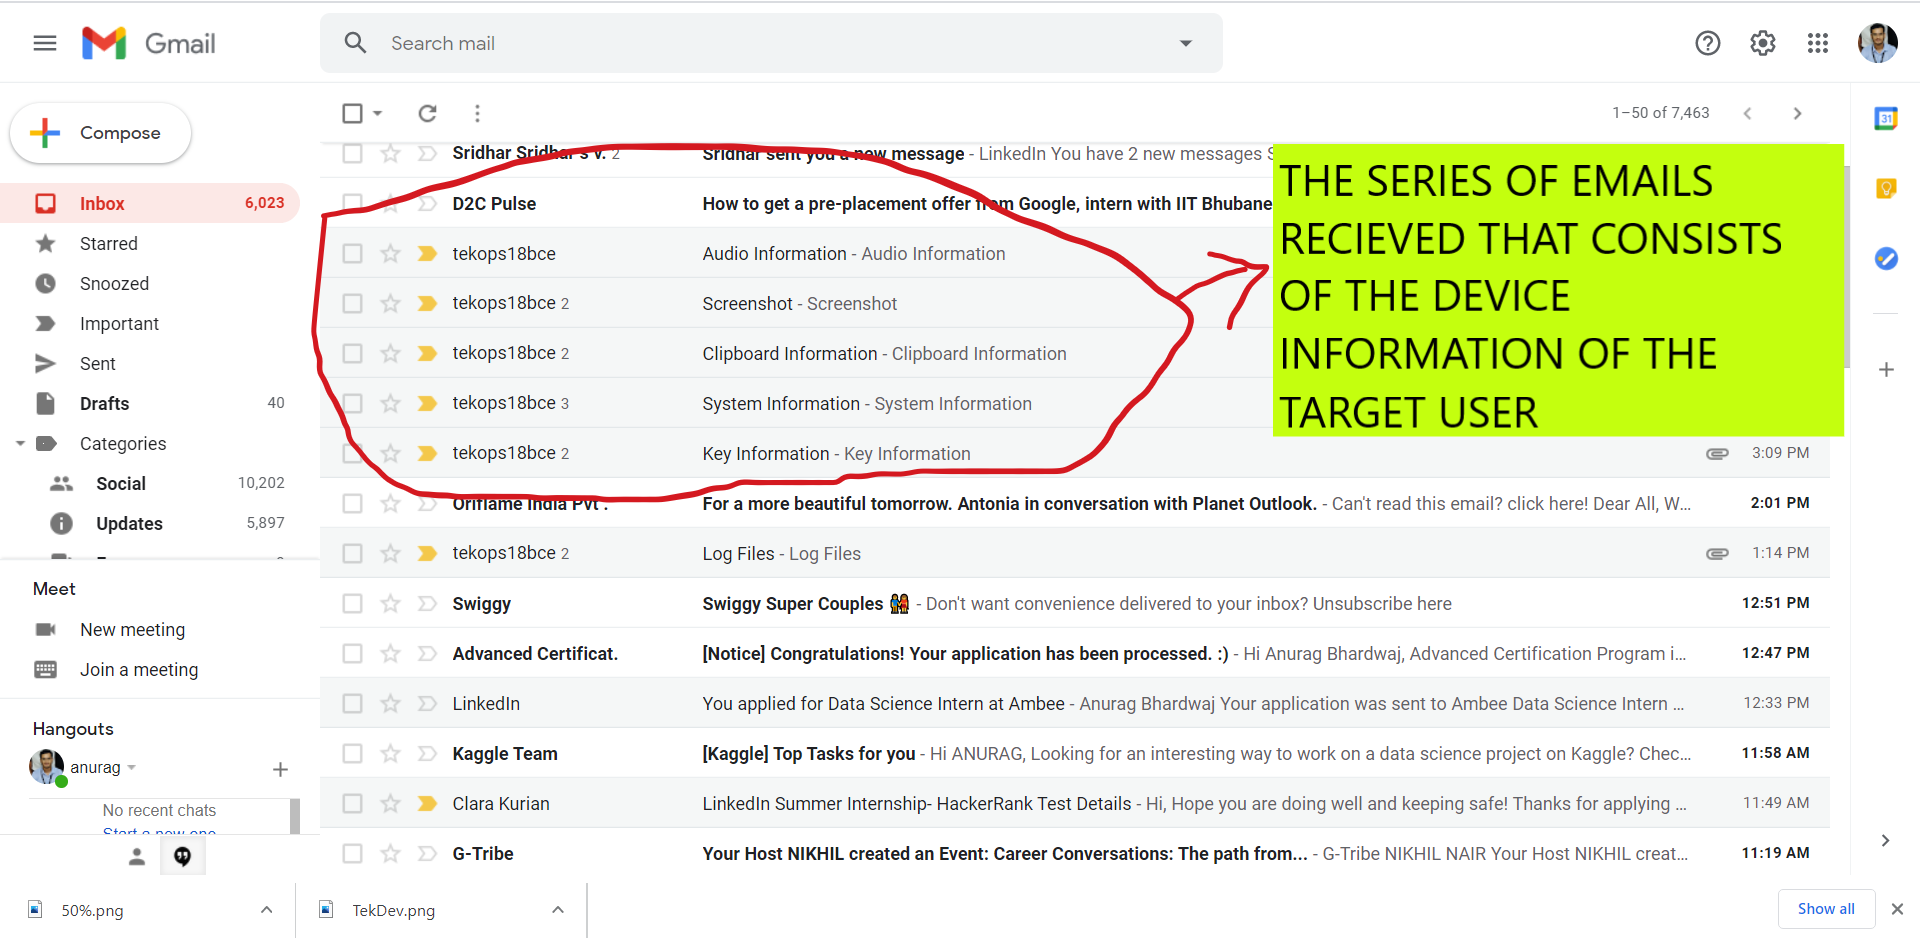 Gmail
Search mail
Compose
1–50 of 7,463
Inbox 6,023
Starred
Snoozed
Important
Sent
Drafts 40
Categories
Social 10,202
Updates 5,897
Meet
New meeting
Join a meeting
Hangouts
anurag
No recent chats
Start a new one
Sridhar Sridhar's v. 2 Sridhar sent you a new message - LinkedIn You have 2 new messages S
D2C Pulse How to get a pre-placement offer from Google, intern with IIT Bhubane
tekops18bce Audio Information - Audio Information
tekops18bce 2 Screenshot - Screenshot
tekops18bce 2 Clipboard Information - Clipboard Information
tekops18bce 3 System Information - System Information
tekops18bce 2 Key Information - Key Information 3:09 PM
Oriflame India Pvt . For a more beautiful tomorrow. Antonia in conversation with Planet Outlook. - Can't read this email? click here! Dear All, W...
2:01 PM
tekops18bce 2 Log Files - Log Files 1:14 PM
Swiggy Swiggy Super Couples - Don't want convenience delivered to your inbox? Unsubscribe here 12:51 PM
Advanced Certificat. [Notice] Congratulations! Your application has been processed. :) - Hi Anurag Bhardwaj, Advanced Certification Program i... 12:47 PM
LinkedIn You applied for Data Science Intern at Ambee - Anurag Bhardwaj Your application was sent to Ambee Data Science Intern ... 12:33 PM
Kaggle Team [Kaggle] Top Tasks for you - Hi ANURAG, Looking for an interesting way to work on a data science project on Kaggle? Chec... 11:58 AM
Clara Kurian LinkedIn Summer Internship- HackerRank Test Details - Hi, Hope you are doing well and keeping safe! Thanks for applying ... 11:49 AM
G-Tribe Your Host NIKHIL created an Event: Career Conversations: The path from... - G-Tribe NIKHIL NAIR Your Host NIKHIL creat... 11:19 AM
THE SERIES OF EMAILS
RECIEVED THAT CONSISTS
OF THE DEVICE
INFORMATION OF THE
TARGET USER
31
50%.png
TekDev.png
Show all